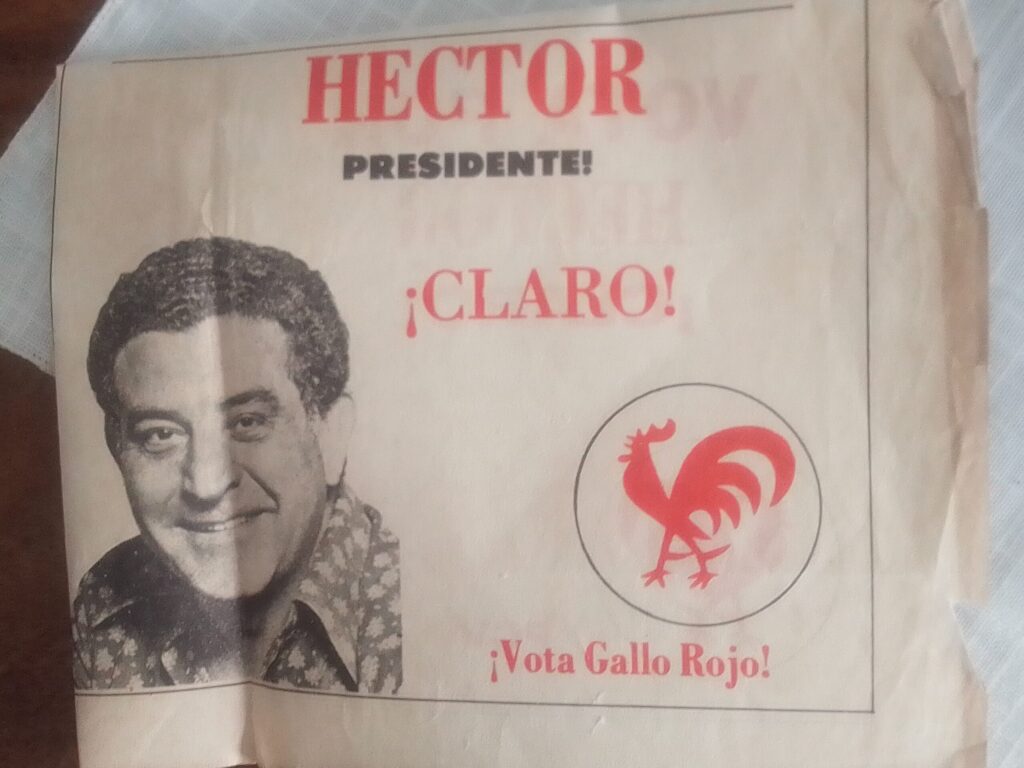 HECTOR
PRESIDENTE!
¡CLARO!
¡Vota Gallo Rojo!